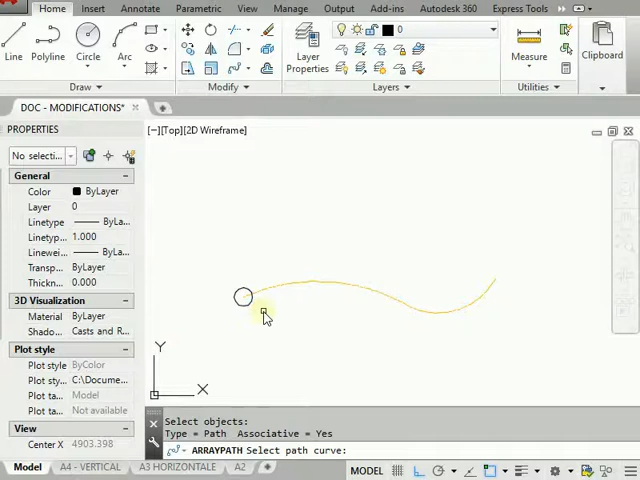 Home Insert Annotate Parametric View Manage Output Add-ins Autodesk 360 Express Tools
Line Polyline Circle Arc
Layer
Properties
0
Measure
Clipboard
Draw Modify Layers Utilities
DOC - MODIFICATIONS*
PROPERTIES
[−][Top][2D Wireframe]
No selecti...
General
Color ByLayer
Layer 0
Linetype ByLa...
Linetyp... 1.000
Linewei... ByLa...
Transp... ByLayer
Thickness 0.000
3D Visualization
Material ByLayer
Shado... Casts and R...
Plot style
Plot style ByColor
Plot sty... C:\Docume...
Plot ta... Model
Plot ta... Not available
View
Center X 4903.398
Y
X
Select objects:
Type = Path Associative = Yes
ARRAYPATH Select path curve:
Model A4 - VERTICAL A3 HORIZONTALE A2
MODEL